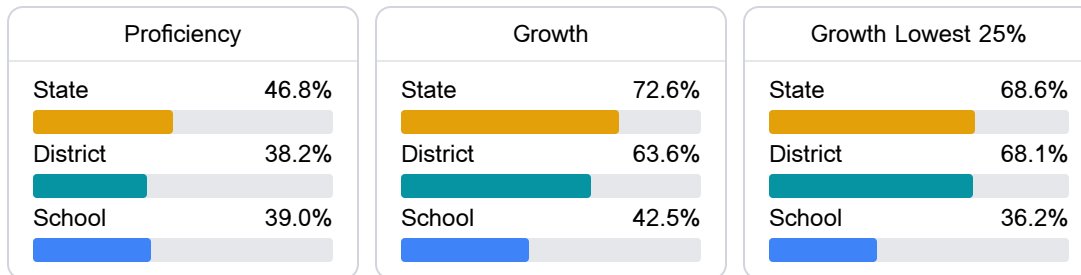 Proficiency
State 46.8%
District 38.2%
School 39.0%
Growth
State 72.6%
District 63.6%
School 42.5%
Growth Lowest 25%
State 68.6%
District 68.1%
School 36.2%